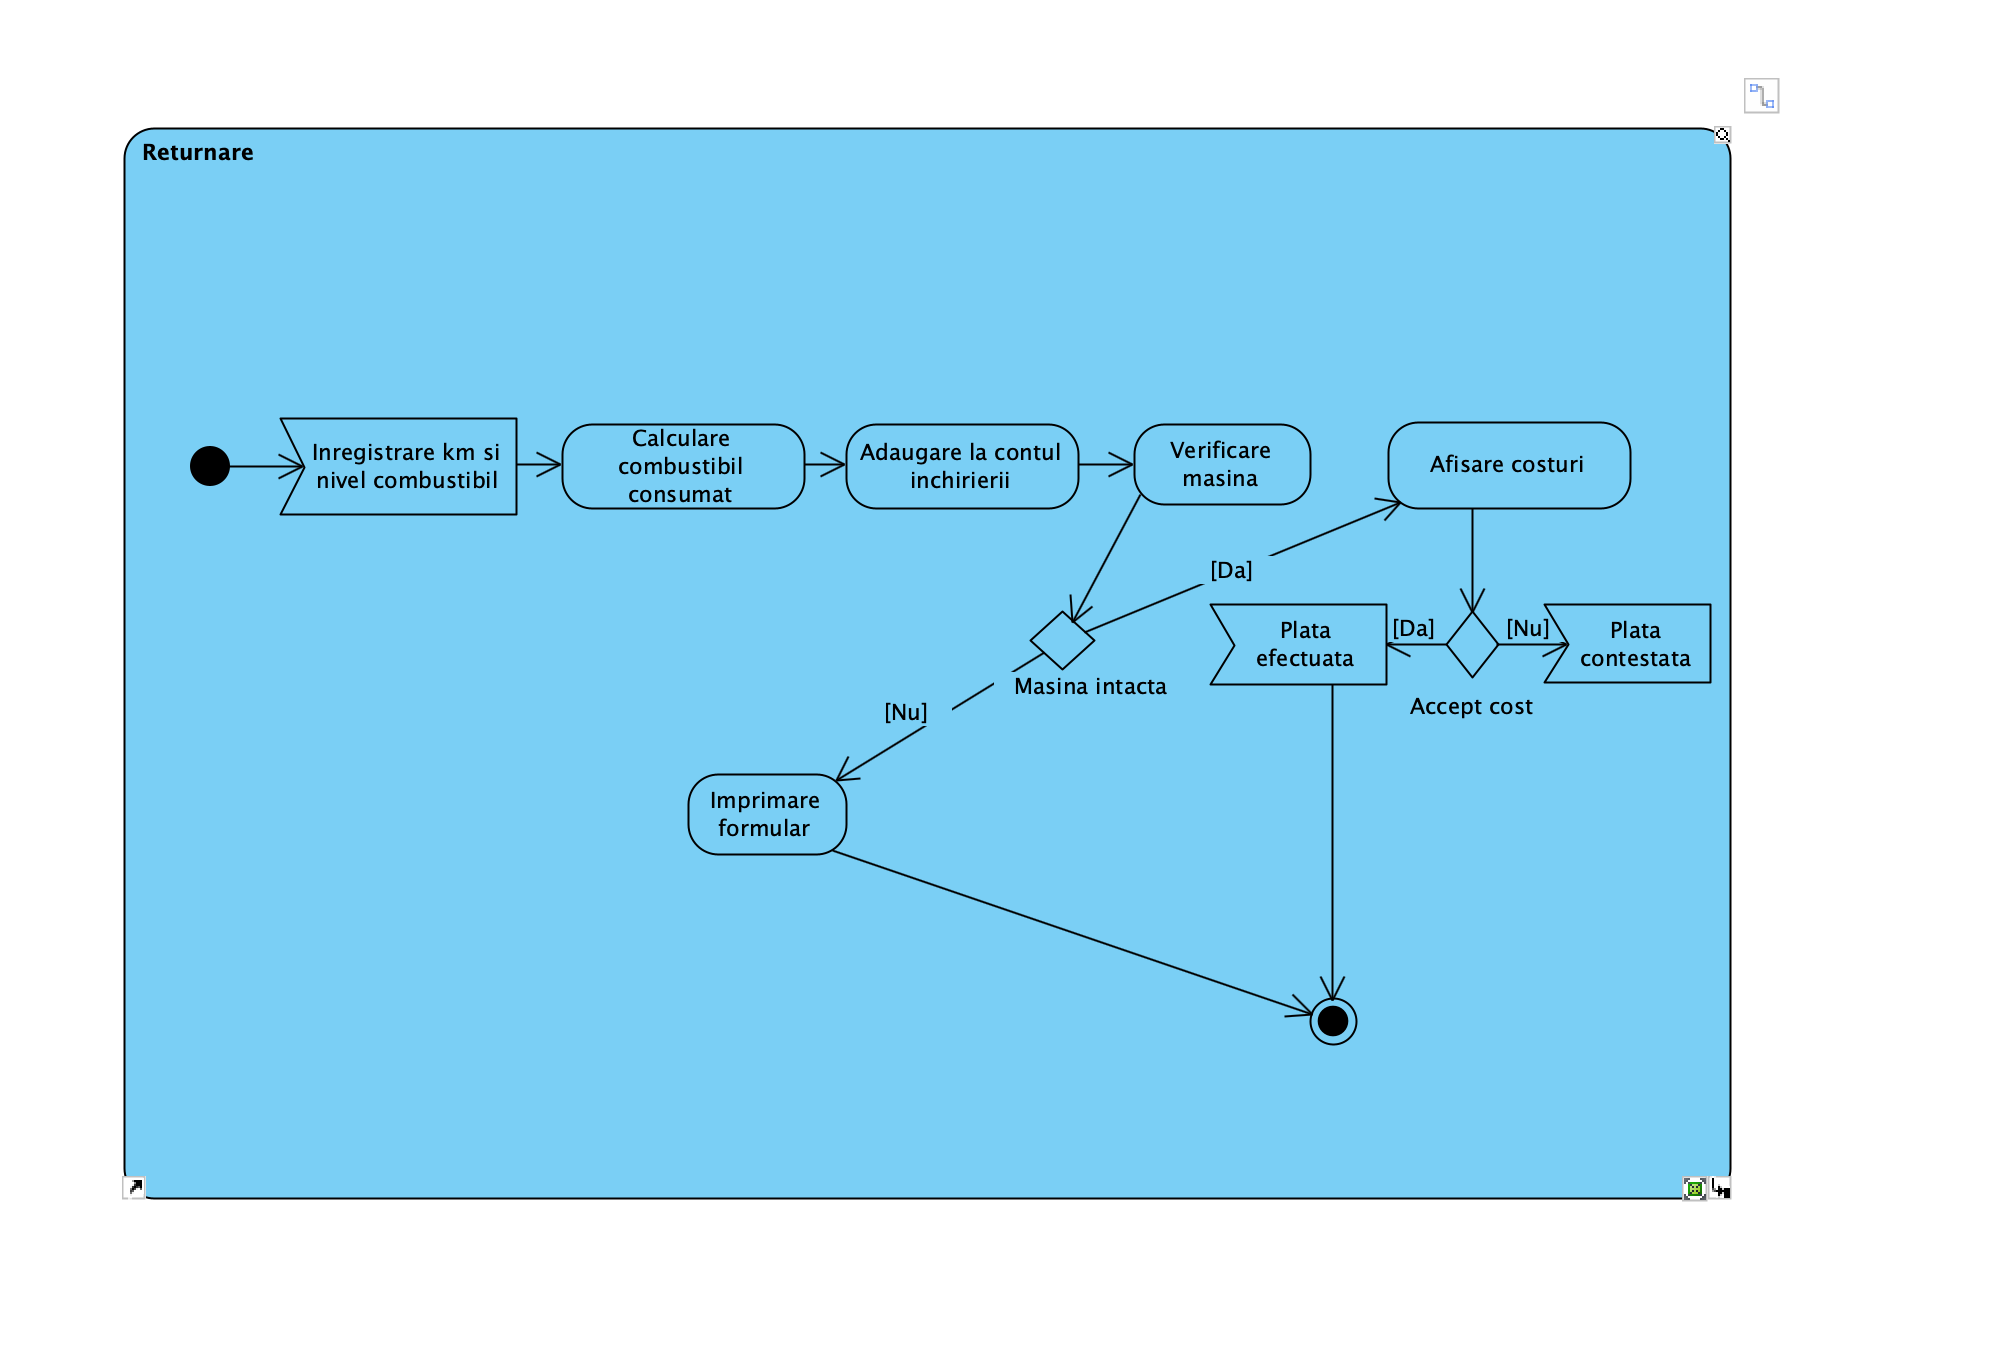 Returnare
Inregistrare km si
nivel combustibil
Calculare
combustibil
consumat
Adaugare la contul
inchirierii
Verificare
masina
Afisare costuri
[Da]
Masina intacta
[Nu]
Plata
efectuata
[Da]
[Nu]
Plata
contestata
Accept cost
Imprimare
formular